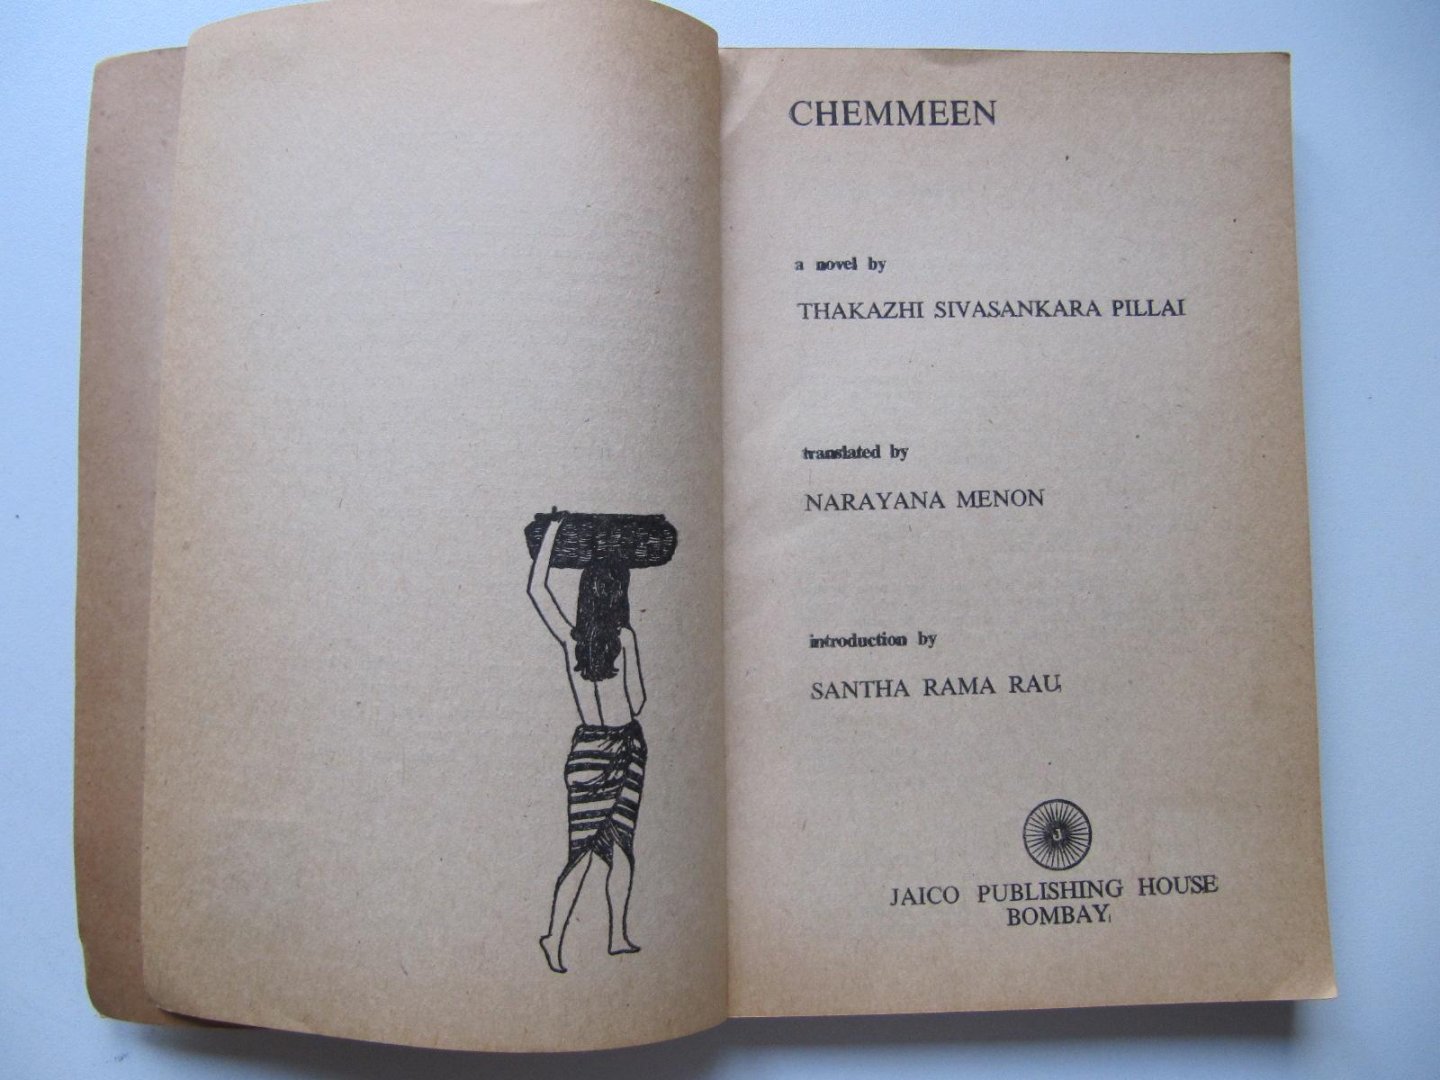 CHEMMEEN
a novel by
THAKAZHI SIVASANKARA PILLAI
translated by
NARAYANA MENON
introduction by
SANTHA RAMA RAU
J
JAICO PUBLISHING HOUSE
BOMBAY